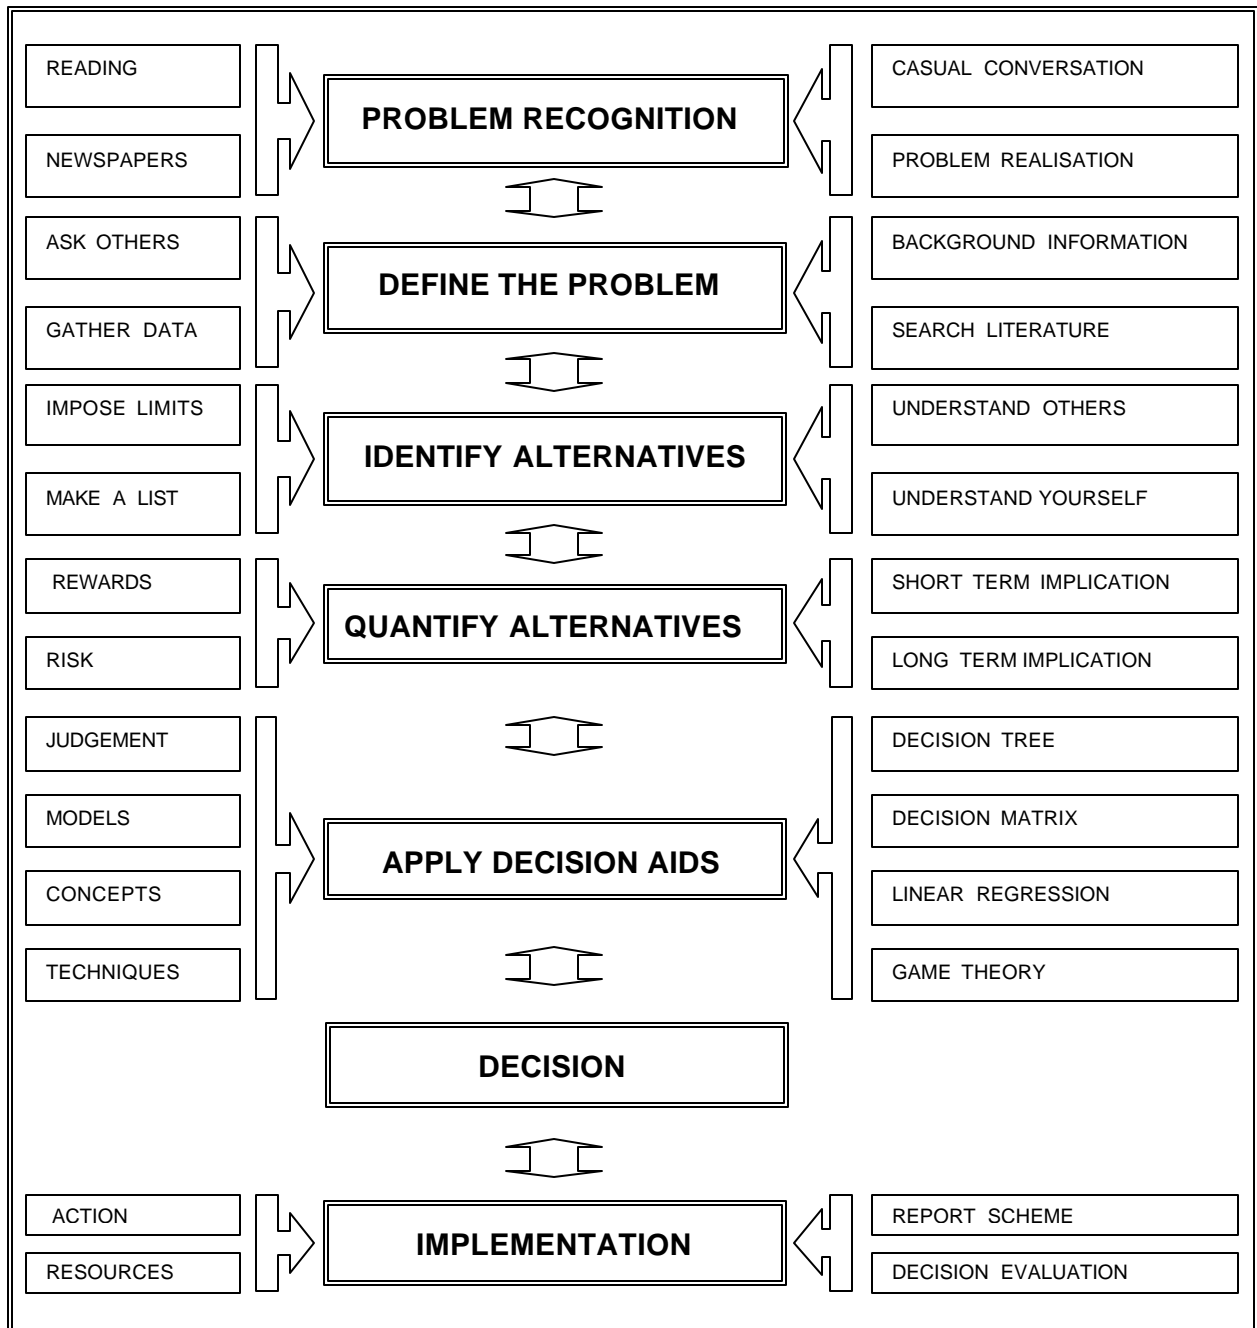 READING
CASUAL CONVERSATION
PROBLEM RECOGNITION
NEWSPAPERS
PROBLEM REALISATION
ASK OTHERS
BACKGROUND INFORMATION
DEFINE THE PROBLEM
GATHER DATA
SEARCH LITERATURE
IMPOSE LIMITS
UNDERSTAND OTHERS
IDENTIFY ALTERNATIVES
MAKE A LIST
UNDERSTAND YOURSELF
REWARDS
SHORT TERM IMPLICATION
QUANTIFY ALTERNATIVES
RISK
LONG TERM IMPLICATION
JUDGEMENT
DECISION TREE
MODELS
DECISION MATRIX
APPLY DECISION AIDS
CONCEPTS
LINEAR REGRESSION
TECHNIQUES
GAME THEORY
DECISION
ACTION
REPORT SCHEME
IMPLEMENTATION
RESOURCES
DECISION EVALUATION